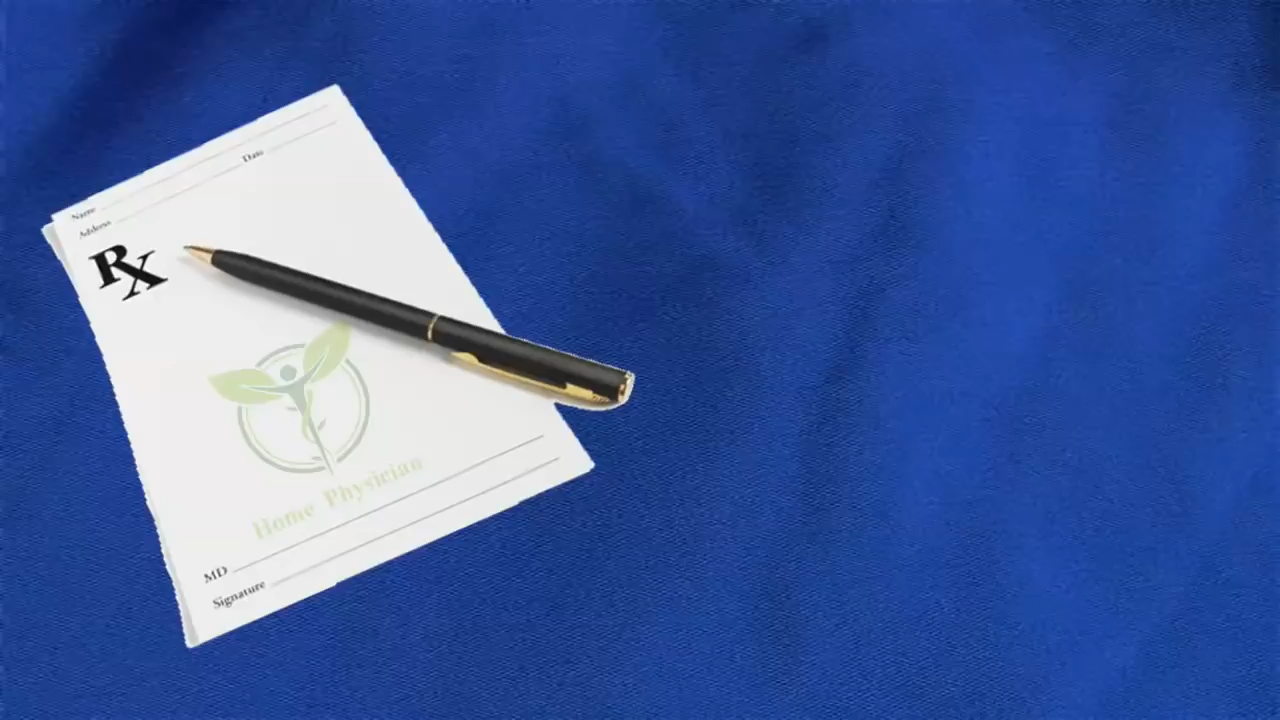 Name
Date
Address
Rx
Home Physician
MD
Signature